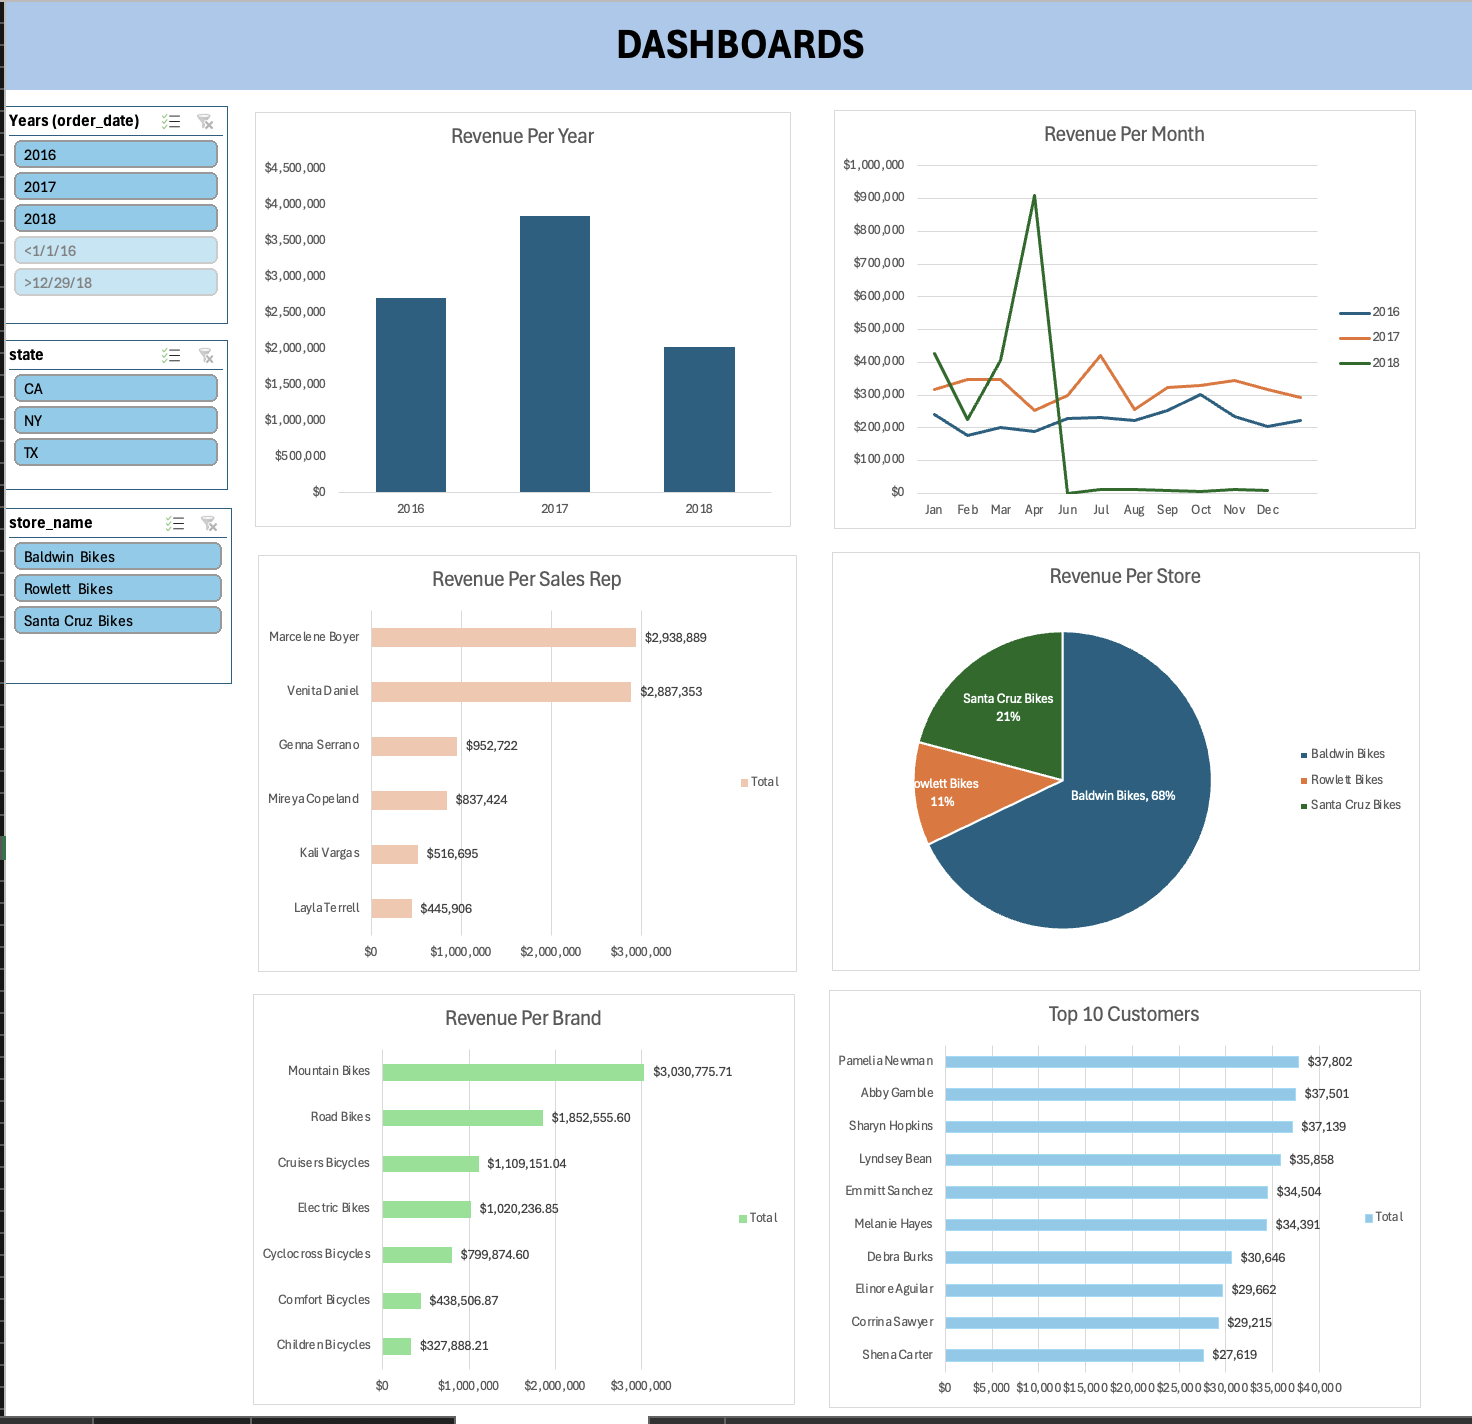 DASHBOARDS
Years (order_date)
2016
2017
2018
<1/1/16
>12/29/18
state
CA
NY
TX
store_name
Baldwin Bikes
Rowlett Bikes
Santa Cruz Bikes
Revenue Per Year
$4,500,000
$4,000,000
$3,500,000
$3,000,000
$2,500,000
$2,000,000
$1,500,000
$1,000,000
$500,000
$0
2016 2017 2018
Revenue Per Month
$1,000,000
$900,000
$800,000
$700,000
$600,000
$500,000
$400,000
$300,000
$200,000
$100,000
$0
Jan Feb Mar Apr Jun Jul Aug Sep Oct Nov Dec
2016
2017
2018
Revenue Per Sales Rep
Marcelene Boyer $2,938,889
Venita Daniel $2,887,353
Genna Serrano $952,722
Mireya Copeland $837,424
Kali Vargas $516,695
Layla Terrell $445,906
$0 $1,000,000 $2,000,000 $3,000,000
Total
Revenue Per Store
Santa Cruz Bikes
21%
owlett Bikes
11%
Baldwin Bikes, 68%
Baldwin Bikes
Rowlett Bikes
Santa Cruz Bikes
Revenue Per Brand
Mountain Bikes $3,030,775.71
Road Bikes $1,852,555.60
Cruisers Bicycles $1,109,151.04
Electric Bikes $1,020,236.85
Cyclocross Bicycles $799,874.60
Comfort Bicycles $438,506.87
Children Bicycles $327,888.21
$0 $1,000,000 $2,000,000 $3,000,000
Total
Top 10 Customers
Pamelia Newman $37,802
Abby Gamble $37,501
Sharyn Hopkins $37,139
Lyndsey Bean $35,858
Emmitt Sanchez $34,504
Melanie Hayes $34,391
Debra Burks $30,646
Elinore Aguilar $29,662
Corrina Sawyer $29,215
Shena Carter $27,619
$0 $5,000 $10,000 $15,000 $20,000 $25,000 $30,000 $35,000 $40,000
Total